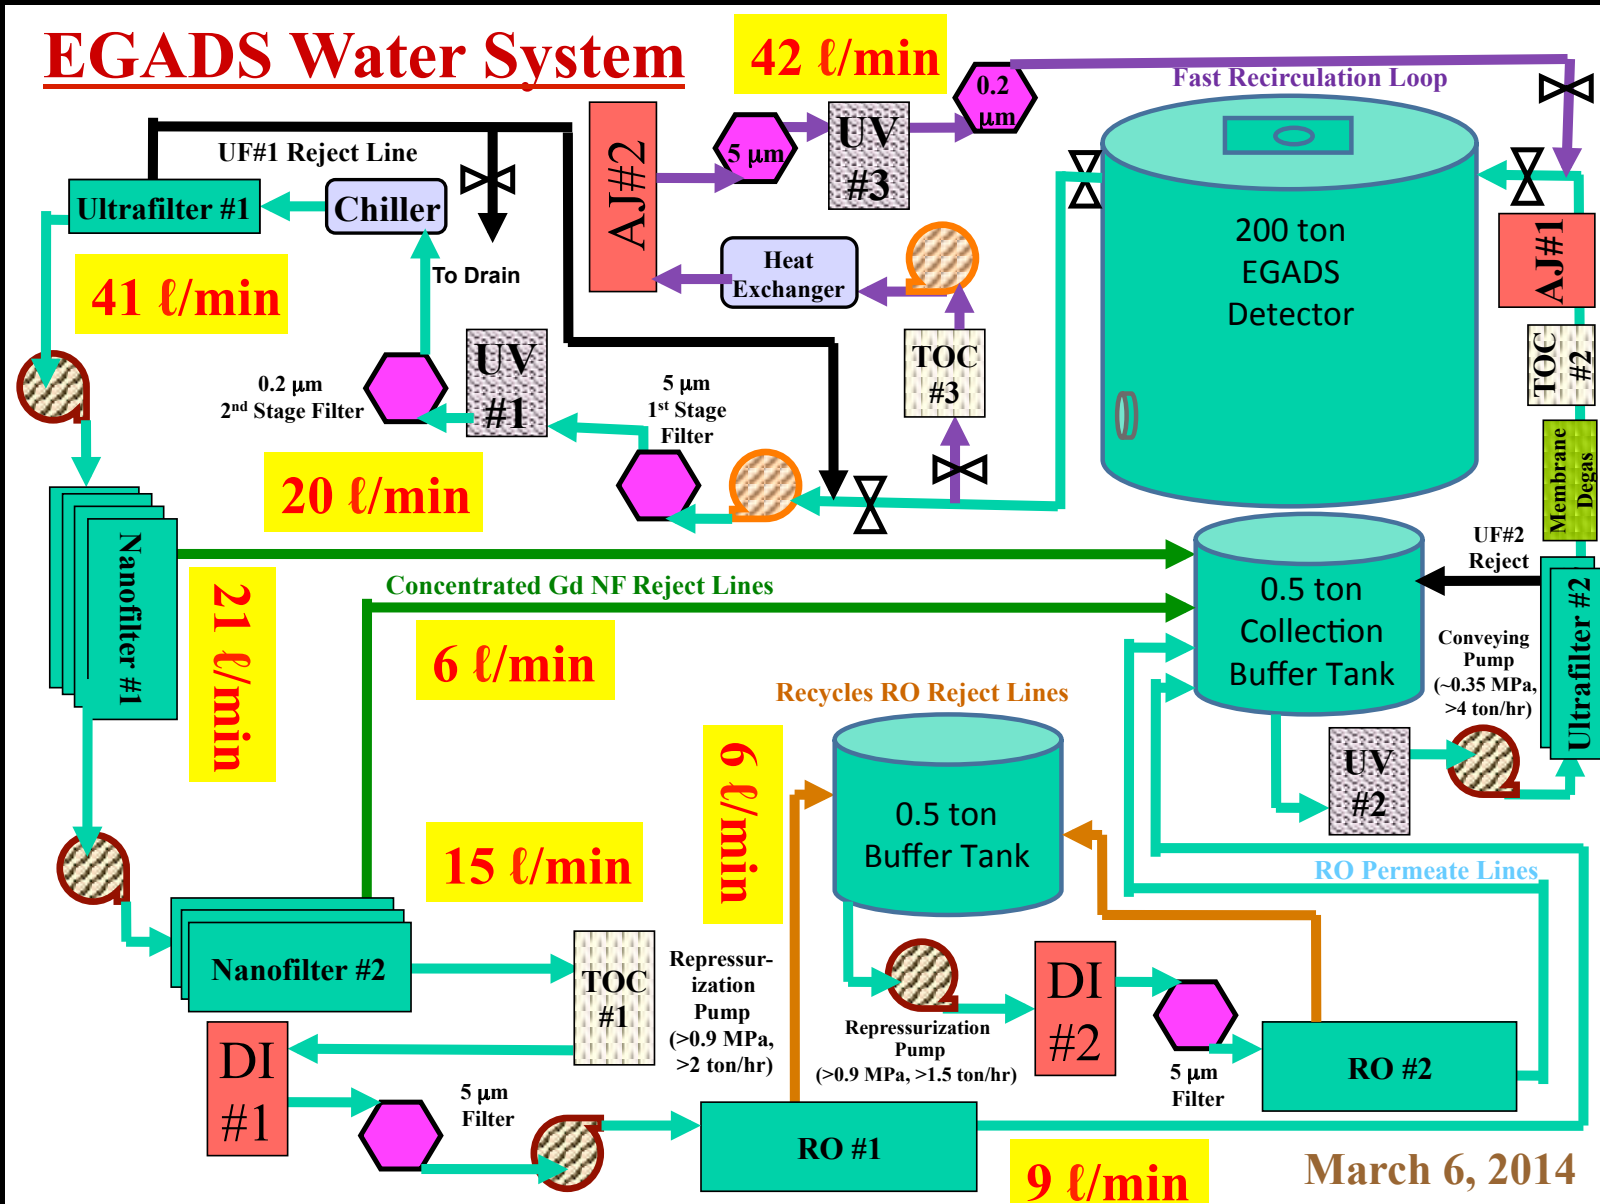 EGADS Water System
42 ℓ/min
0.2
μm
Fast Recirculation Loop
UF#1 Reject Line
5 μm
UV
#3
AJ#2
Ultrafilter #1
Chiller
To Drain
Heat
Exchanger
200 ton
EGADS
Detector
AJ#1
41 ℓ/min
TOC
#3
TOC
#2
0.2 μm
2nd Stage Filter
UV
#1
5 μm
1st Stage
Filter
20 ℓ/min
Membrane
Degas
UF#2
Reject
Nanofilter #1
21 ℓ/min
Concentrated Gd NF Reject Lines
6 ℓ/min
0.5 ton
Collection
Buffer Tank
Conveying
Pump
(~0.35 MPa,
>4 ton/hr)
Ultrafilter #2
Recycles RO Reject Lines
6 ℓ/min
0.5 ton
Buffer Tank
UV
#2
15 ℓ/min
RO Permeate Lines
Nanofilter #2
TOC
#1
Repressur-
ization
Pump
(>0.9 MPa,
>2 ton/hr)
Repressurization
Pump
(>0.9 MPa, >1.5 ton/hr)
DI
#2
5 μm
Filter
RO #2
DI
#1
5 μm
Filter
RO #1
9 ℓ/min
March 6, 2014